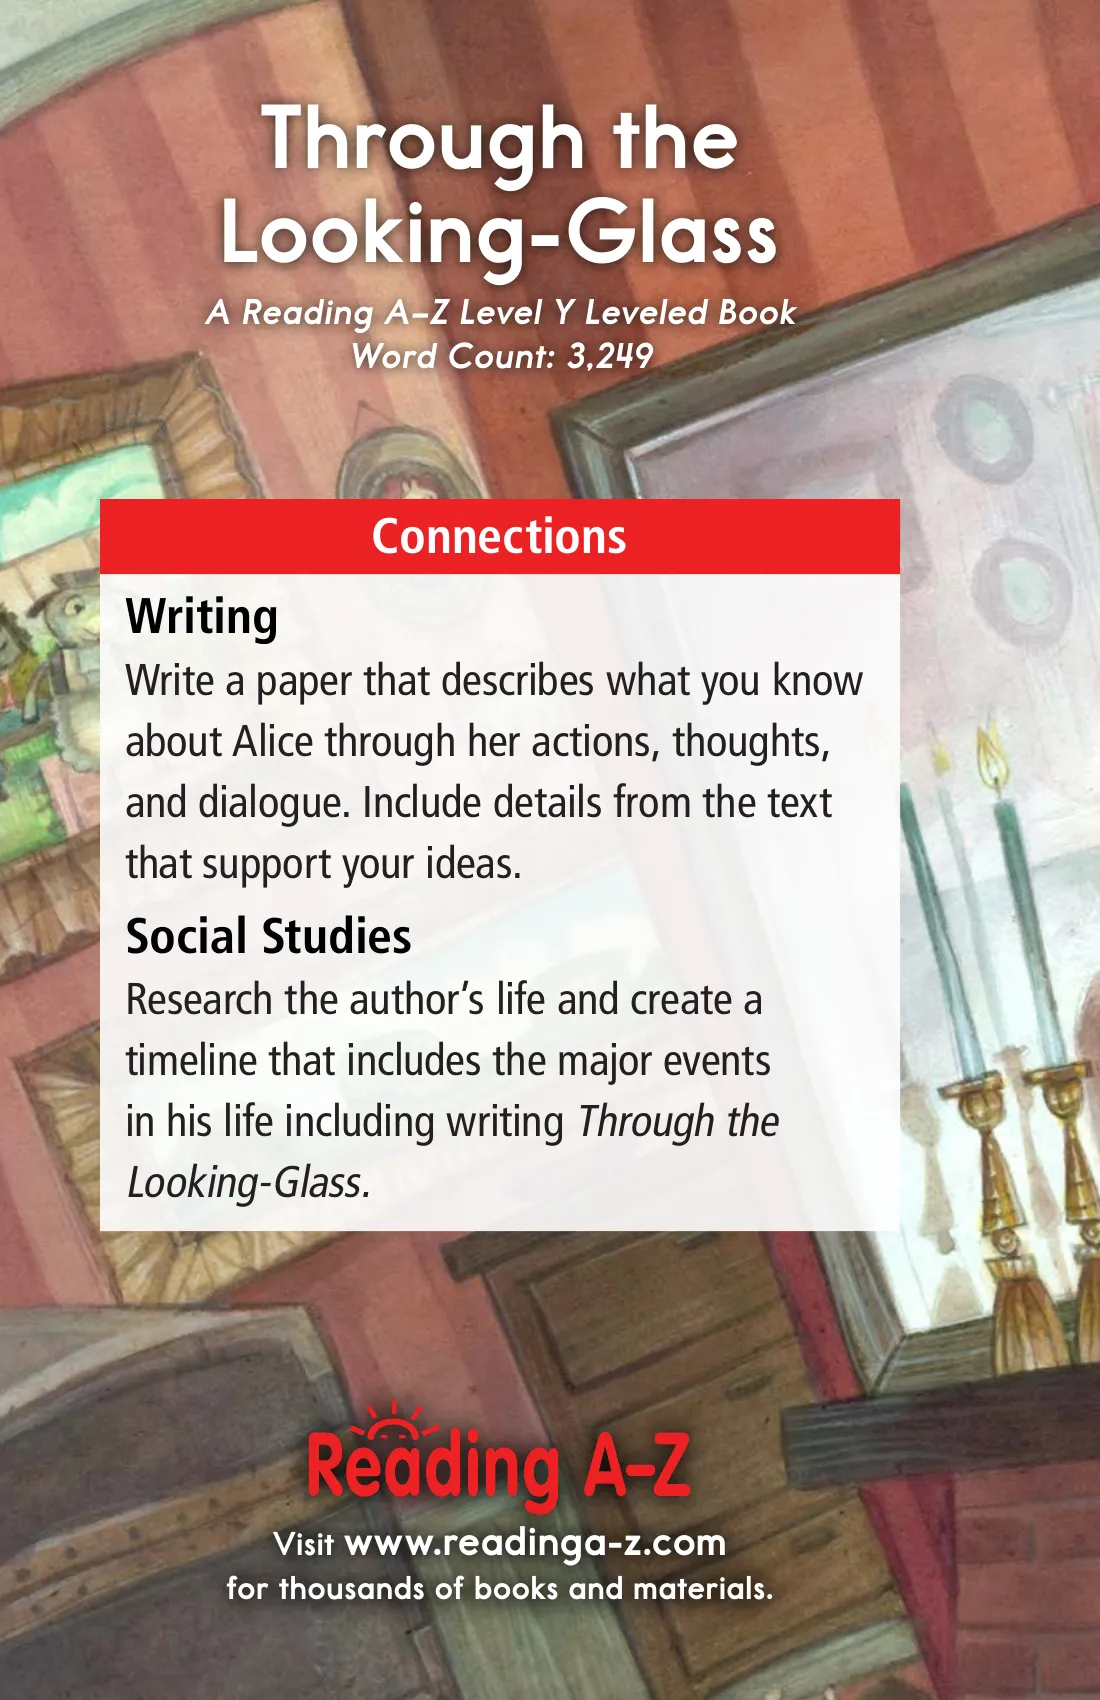 Through the
Looking-Glass
A Reading A–Z Level Y Leveled Book
Word Count: 3,249
Connections
Writing
Write a paper that describes what you know
about Alice through her actions, thoughts,
and dialogue. Include details from the text
that support your ideas.
Social Studies
Research the author’s life and create a
timeline that includes the major events
in his life including writing Through the
Looking-Glass.
Reading A–Z
Visit www.readinga-z.com
for thousands of books and materials.